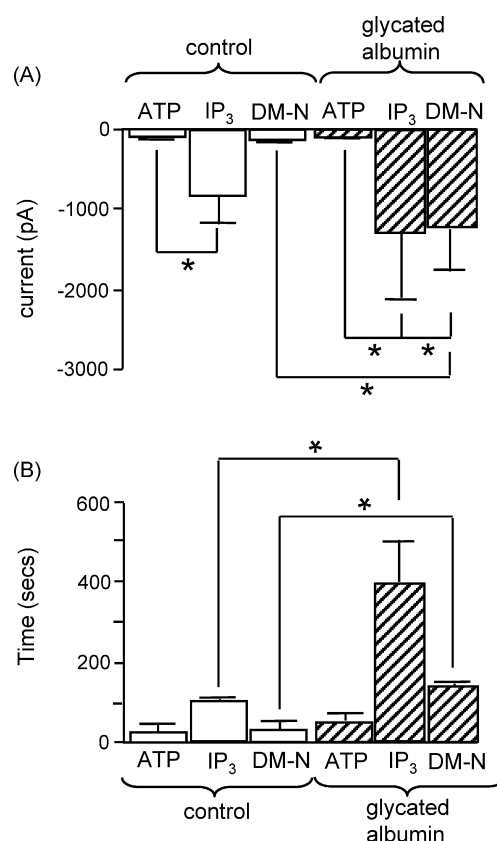 glycated
albumin
control
(A)
ATP IP₃ DM-N ATP IP₃ DM-N
0
-1000
-2000
-3000
current (pA)
*
* *
*
(B)
*
*
600
400
200
0
Time (secs)
ATP IP₃ DM-N ATP IP₃ DM-N
control
glycated
albumin